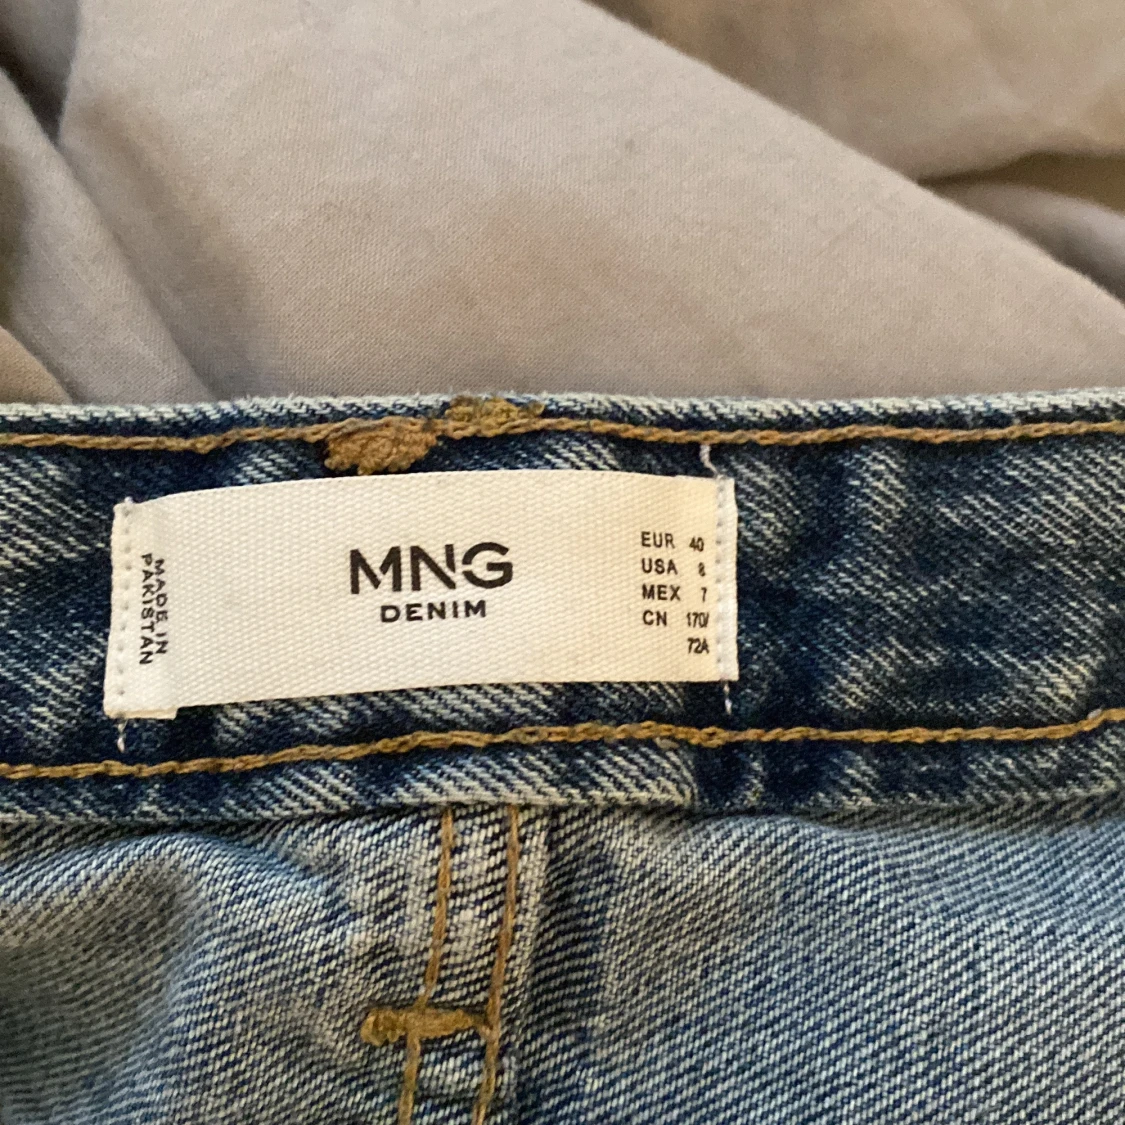 MADE IN
PAKISTAN
MNG
DENIM
EUR 40
USA 8
MEX 7
CN 170/
72A